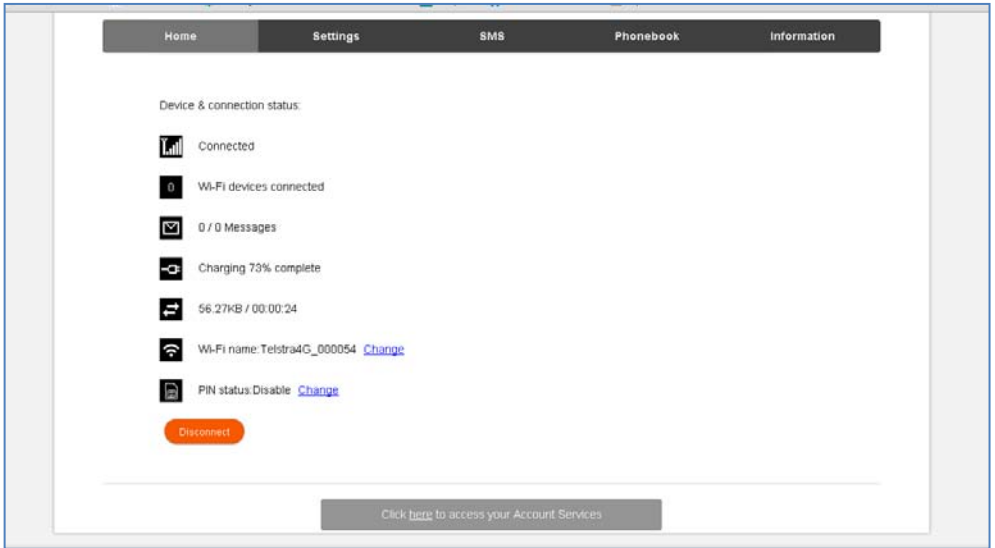 Home Settings SMS Phonebook Information
Device & connection status:
Connected
0 Wi-Fi devices connected
0 / 0 Messages
Charging 73% complete
56.27KB / 00:00:24
Wi-Fi name:Telstra4G_000054 Change
PIN status:Disable Change
Disconnect
Click here to access your Account Services